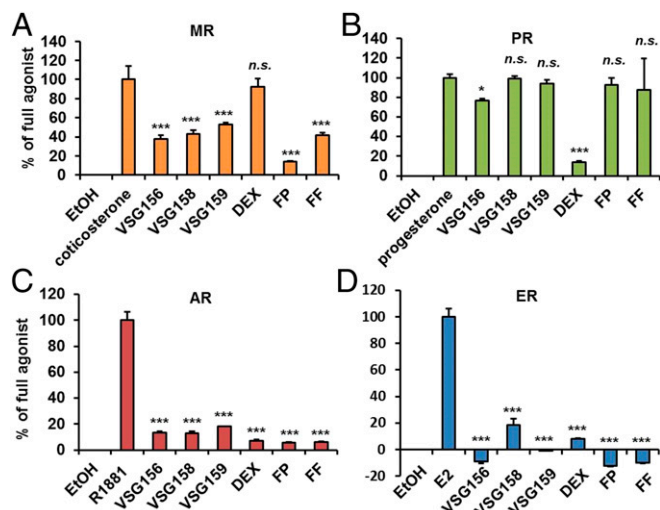 A
MR
% of full agonist
140
120
100
80
60
40
20
0
***
***
***
n.s.
***
***
EtOH
coticosterone
VSG156
VSG158
VSG159
DEX
FP
FF
B
PR
140
120
100
80
60
40
20
0
*
n.s.
n.s.
***
n.s.
n.s.
EtOH
progesterone
VSG156
VSG158
VSG159
DEX
FP
FF
C
AR
% of full agonist
120
100
80
60
40
20
0
***
***
***
***
***
***
EtOH
R1881
VSG156
VSG158
VSG159
DEX
FP
FF
D
ER
120
100
80
60
40
20
0
-20
***
***
***
***
***
***
EtOH
E2
VSG156
VSG158
VSG159
DEX
FP
FF